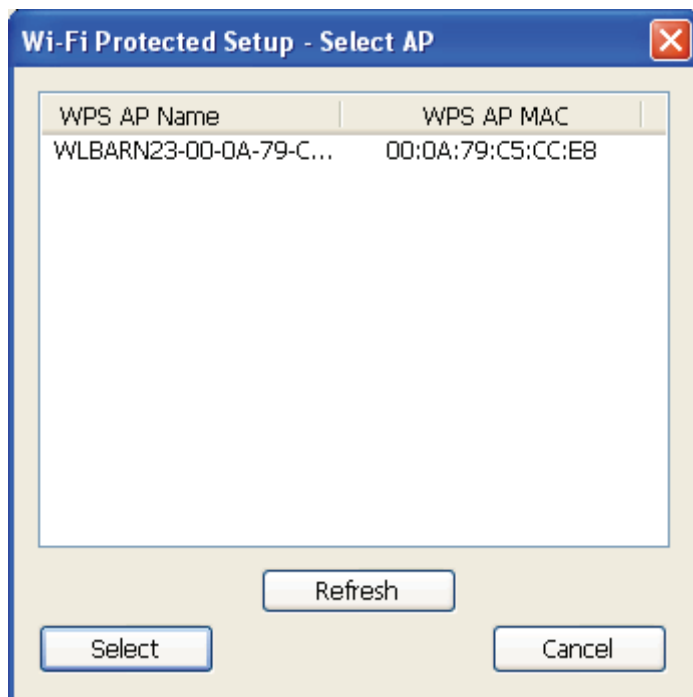 Wi-Fi Protected Setup - Select AP
WPS AP Name WPS AP MAC
WLBARN23-00-0A-79-C... 00:0A:79:C5:CC:E8
Refresh
Select Cancel